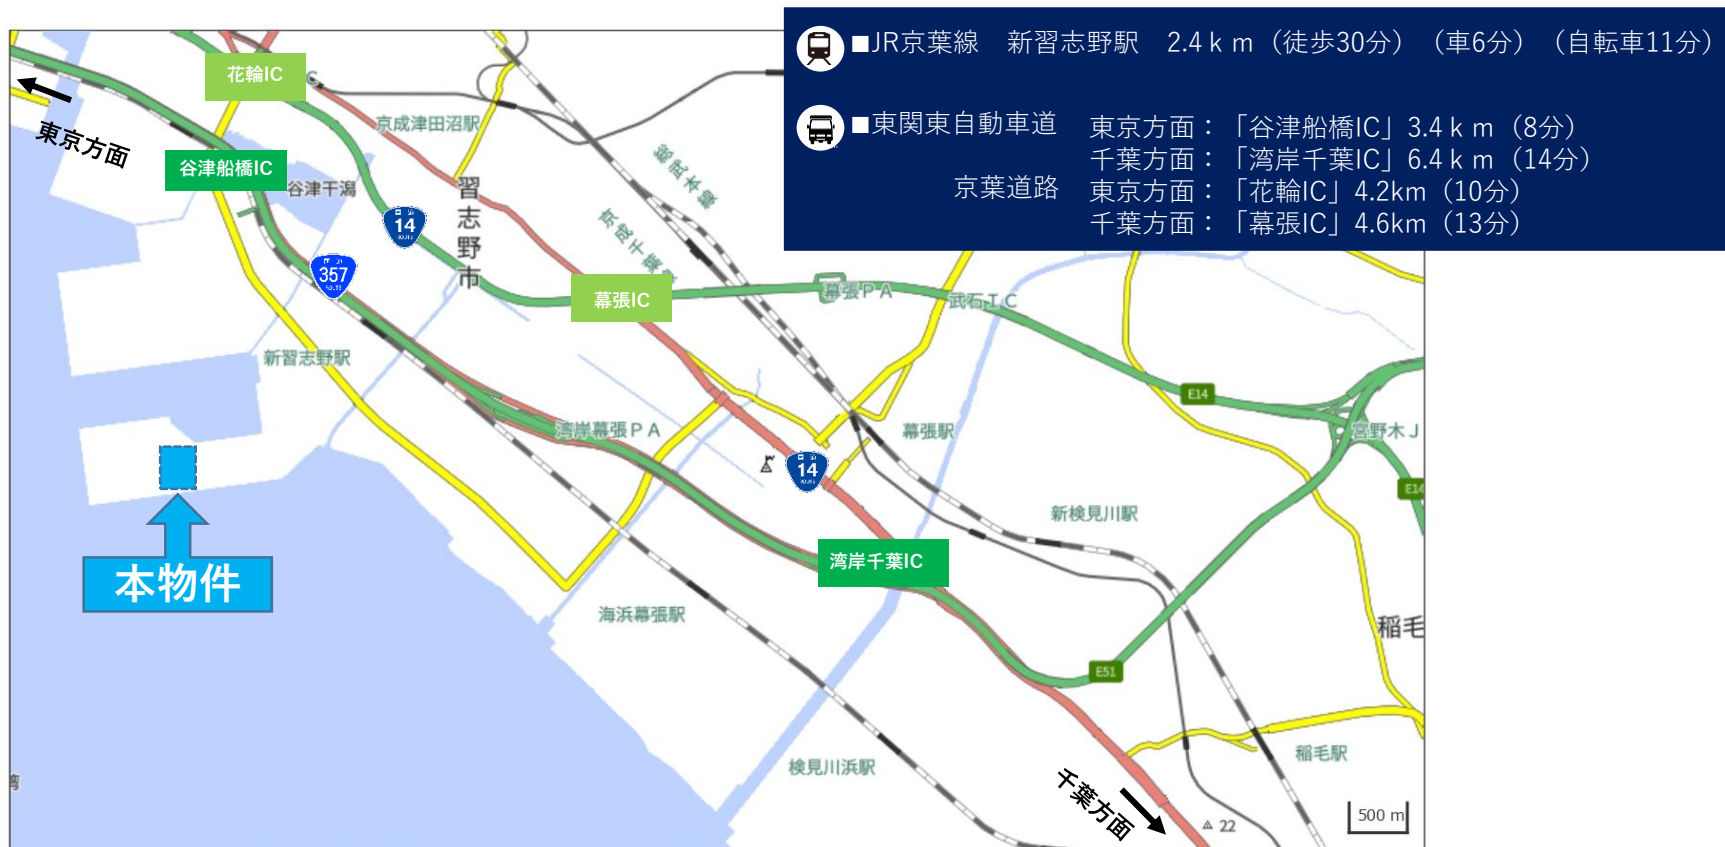 ■JR京葉線　新習志野駅　2.4ｋｍ（徒歩30分）（車6分）（自転車11分）
■東関東自動車道　東京方面：「谷津船橋IC」3.4ｋｍ（8分）
千葉方面：「湾岸千葉IC」6.4ｋｍ（14分）
京葉道路　東京方面：「花輪IC」4.2km（10分）
千葉方面：「幕張IC」4.6km（13分）
花輪IC
東京方面
京成津田沼駅
谷津船橋IC
谷津干潟
習志野市
総武本線
京成千葉線
14
ROUTE
357
ROUTE
幕張IC
幕張ＰＡ
武石ＩＣ
新習志野駅
E14
湾岸幕張ＰＡ
幕張駅
宮野木Ｊ
14
ROUTE
E14
本物件
新検見川駅
湾岸千葉IC
海浜幕張駅
稲毛
E51
検見川浜駅
稲毛駅
千葉方面
湾
22
500 m